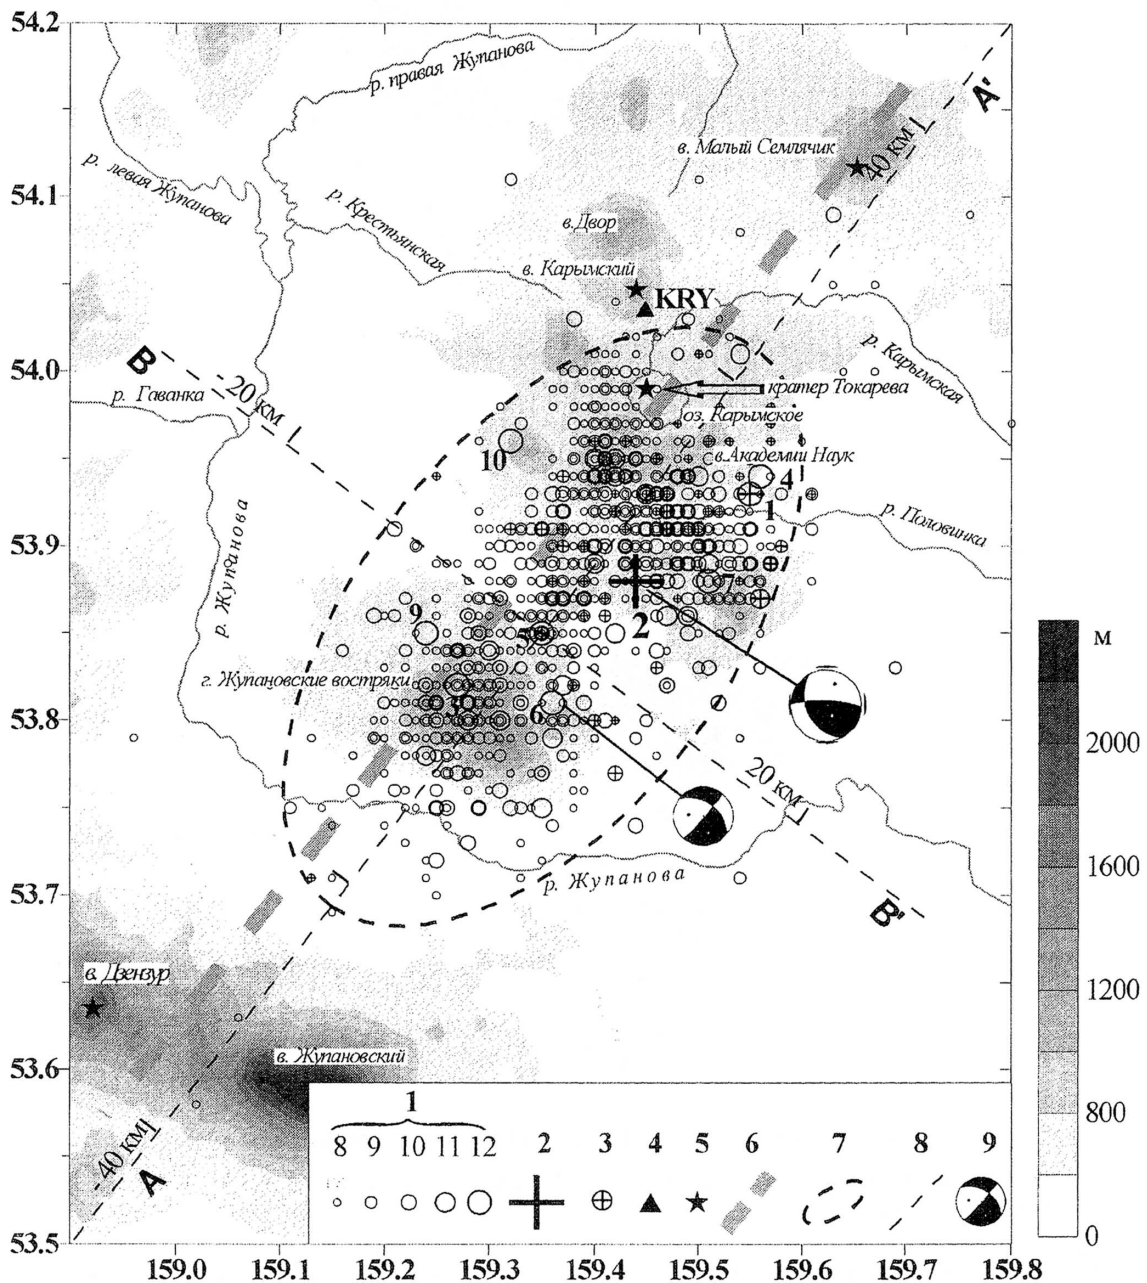 54.2
54.1
54.0
53.9
53.8
53.7
53.6
53.5
159.0
159.1
159.2
159.3
159.4
159.5
159.6
159.7
159.8
р. правая Жупанова
р. левая Жупанова
р. Крестьянская
в. Малый Семлячик
A'
40 км
в.Двор
в. Карымский
KRY
B
- 20 км
р. Гаванка
р. Карымская
кратер Токарева
оз. Карымское
10
в.Академии Наук
4
1
р. Половинка
р. Жупанова
7
2
9
5
г. Жупановские востряки
3
6
20 км
р. Жупанова
B'
в. Дзензур
в. Жупановский
-40 км
A
м
2000
1600
1200
800
0
1 2 3 4 5 6 7 8 9
8 9 10 11 12